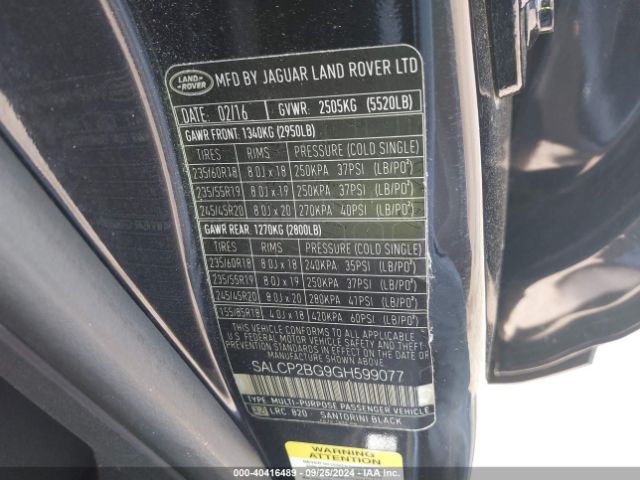 LAND
ROVER
MFD BY JAGUAR LAND ROVER LTD
DATE: 02/16 GVWR: 2505KG (5520LB)
GAWR FRONT: 1340KG (2950LB)
TIRES RIMS PRESSURE (COLD SINGLE)
235/60R18 8.0J x 18 250KPA 37PSI (LB/PO²)
235/55R19 8.0J x 19 250KPA 37PSI (LB/PO²)
245/45R20 8.0J x 20 270KPA 40PSI (LB/PO²)
GAWR REAR: 1270KG (2800LB)
TIRES RIMS PRESSURE (COLD SINGLE)
235/60R18 8.0J x 18 240KPA 35PSI (LB/PO²)
235/55R19 8.0J x 19 250KPA 37PSI (LB/PO²)
245/45R20 8.0J x 20 280KPA 41PSI (LB/PO²)
155/85R18 4.0J x 18 420KPA 60PSI (LB/PO²)
THIS VEHICLE CONFORMS TO ALL APPLICABLE
U.S. FEDERAL MOTOR VEHICLE SAFETY AND THEFT
PREVENTION STANDARDS IN EFFECT ON THE DATE OF
MANUFACTURE SHOWN ABOVE.
SALCP2BG9GH599077
TYPE: MULTI-PURPOSE PASSENGER VEHICLE
LRC 820 SANTORINI BLACK
WARNING
ATTENTION
40416489 - 09/25/2024 - COPART